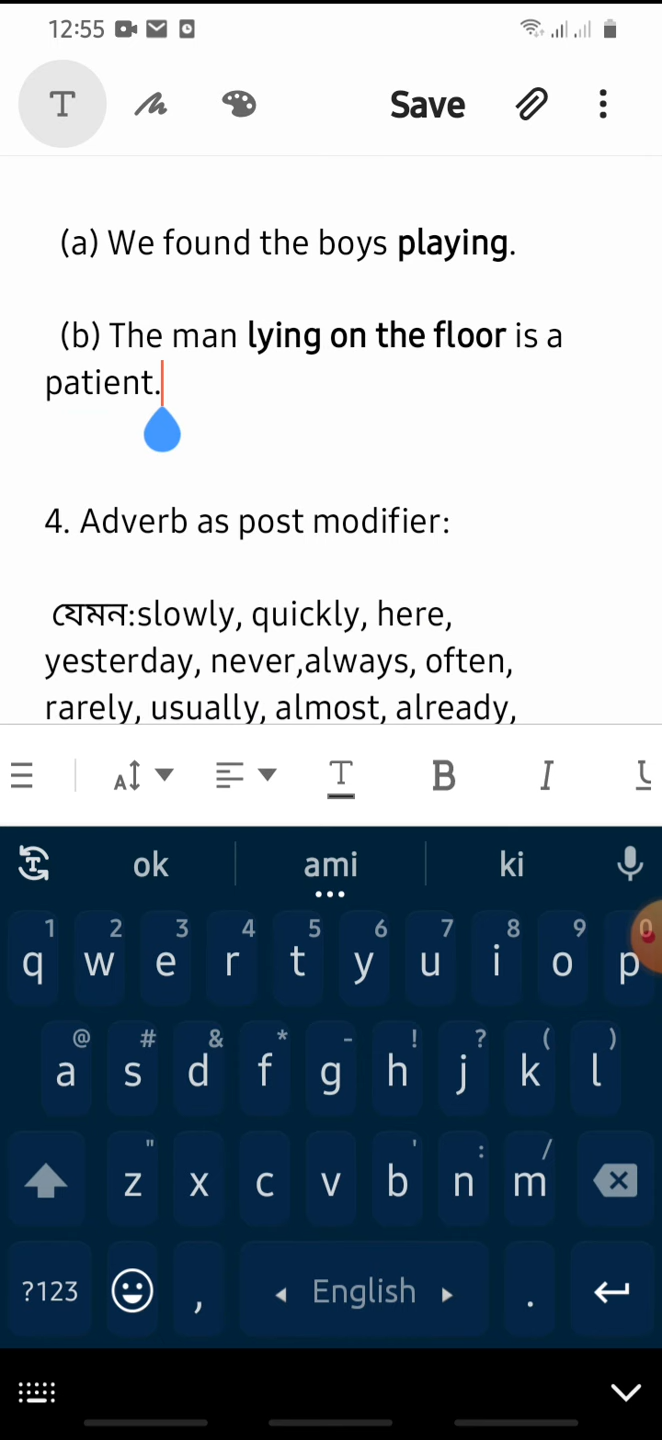 12:55
T Save
(a) We found the boys playing.
(b) The man lying on the floor is a
patient.
4. Adverb as post modifier:
যেমন:slowly, quickly, here,
yesterday, never,always, often,
rarely, usually, almost, already,
A T B I U
T ok ami ki
1 2 3 4 5 6 7 8 9 0
q w e r t y u i o p
@ # & * - ! ? ( )
a s d f g h j k l
" ' : /
z x c v b n m
?123 , English .